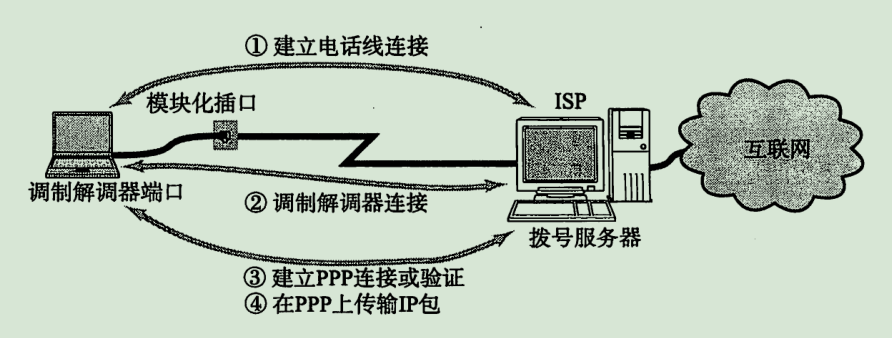 ① 建立电话线连接
模块化插口
ISP
互联网
调制解调器端口
② 调制解调器连接
拨号服务器
③ 建立PPP连接或验证
④ 在PPP上传输IP包